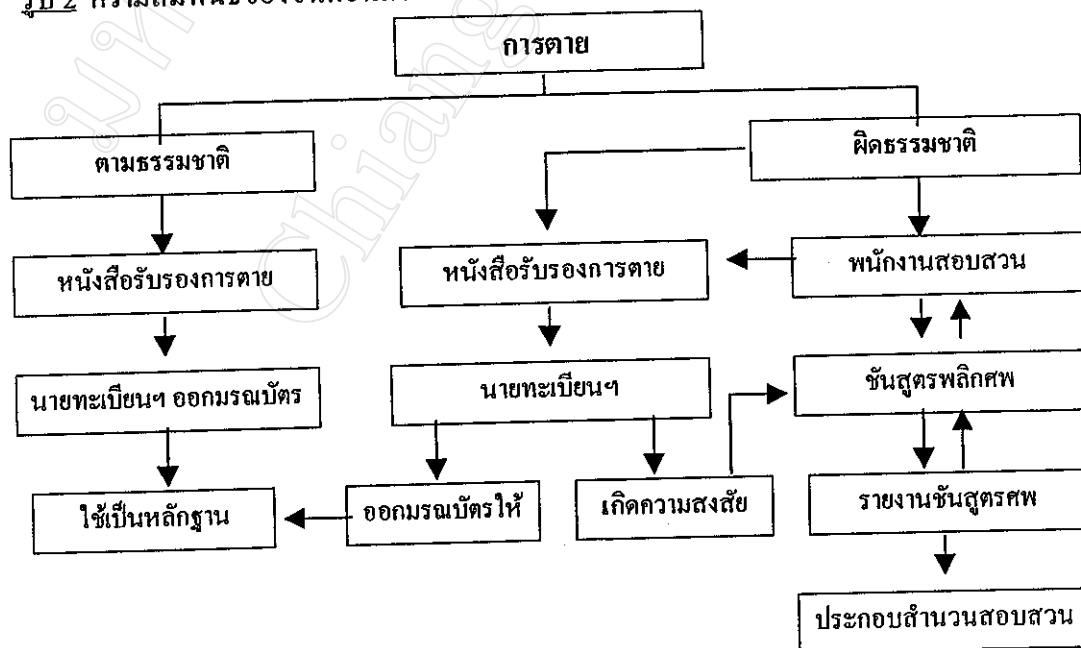 รูป 2
การตาย
ตามธรรมชาติ
ผิดธรรมชาติ
หนังสือรับรองการตาย
หนังสือรับรองการตาย
พนักงานสอบสวน
นายทะเบียนฯ ออกมรณบัตร
นายทะเบียนฯ
ชันสูตรพลิกศพ
ใช้เป็นหลักฐาน
ออกมรณบัตรให้
เกิดความสงสัย
รายงานชันสูตรศพ
ประกอบสำนวนสอบสวน
Chiang